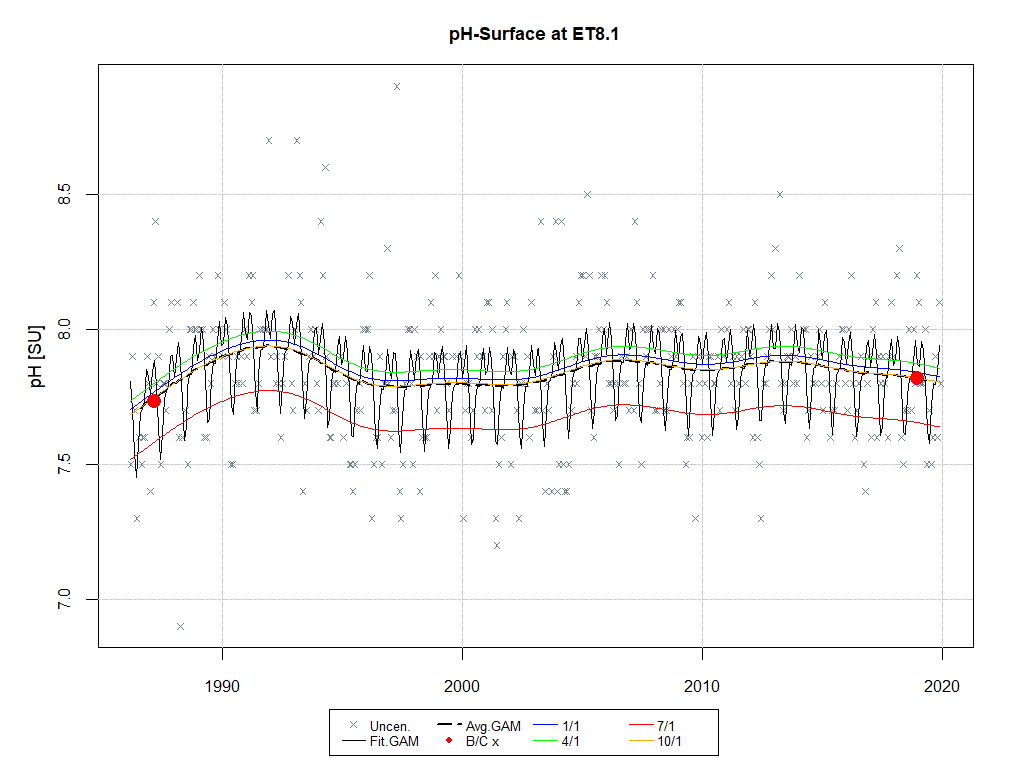 pH-Surface at ET8.1
pH [SU]
8.5
8.0
7.5
7.0
1990 2000 2010 2020
Uncen. Avg.GAM 1/1 7/1
Fit.GAM B/C x 4/1 10/1